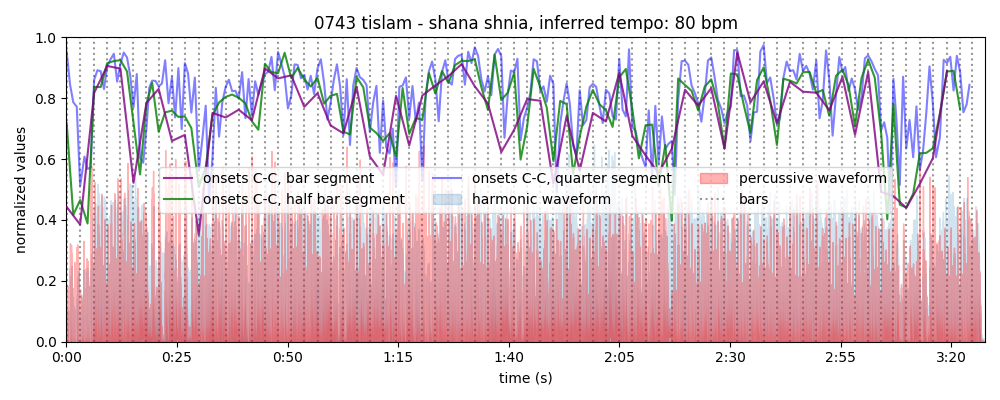 0743 tislam - shana shnia, inferred tempo: 80 bpm
normalized values
1.0
0.8
0.6
0.4
0.2
0.0
onsets C-C, bar segment
onsets C-C, half bar segment
onsets C-C, quarter segment
harmonic waveform
percussive waveform
bars
0:00 0:25 0:50 1:15 1:40 2:05 2:30 2:55 3:20
time (s)